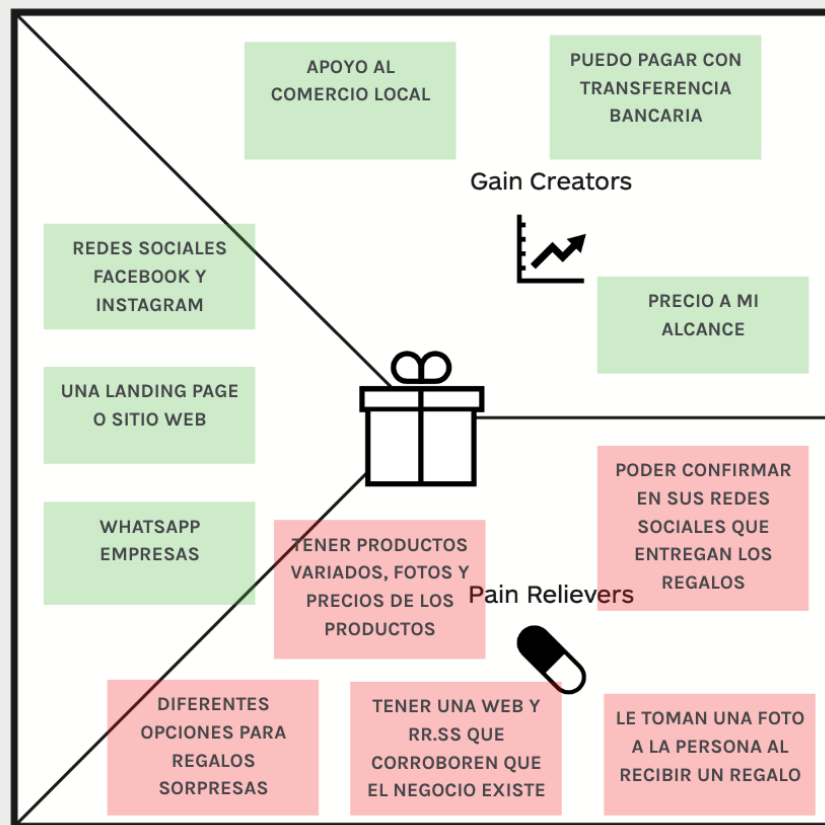 APOYO AL
COMERCIO LOCAL
PUEDO PAGAR CON
TRANSFERENCIA
BANCARIA
Gain Creators
REDES SOCIALES
FACEBOOK Y
INSTAGRAM
PRECIO A MI
ALCANCE
UNA LANDING PAGE
O SITIO WEB
WHATSAPP
EMPRESAS
TENER PRODUCTOS
VARIADOS, FOTOS Y
PRECIOS DE LOS
PRODUCTOS
PODER CONFIRMAR
EN SUS REDES
SOCIALES QUE
ENTREGAN LOS
REGALOS
Pain Relievers
DIFERENTES
OPCIONES PARA
REGALOS
SORPRESAS
TENER UNA WEB Y
RR.SS QUE
CORROBOREN QUE
EL NEGOCIO EXISTE
LE TOMAN UNA FOTO
A LA PERSONA AL
RECIBIR UN REGALO